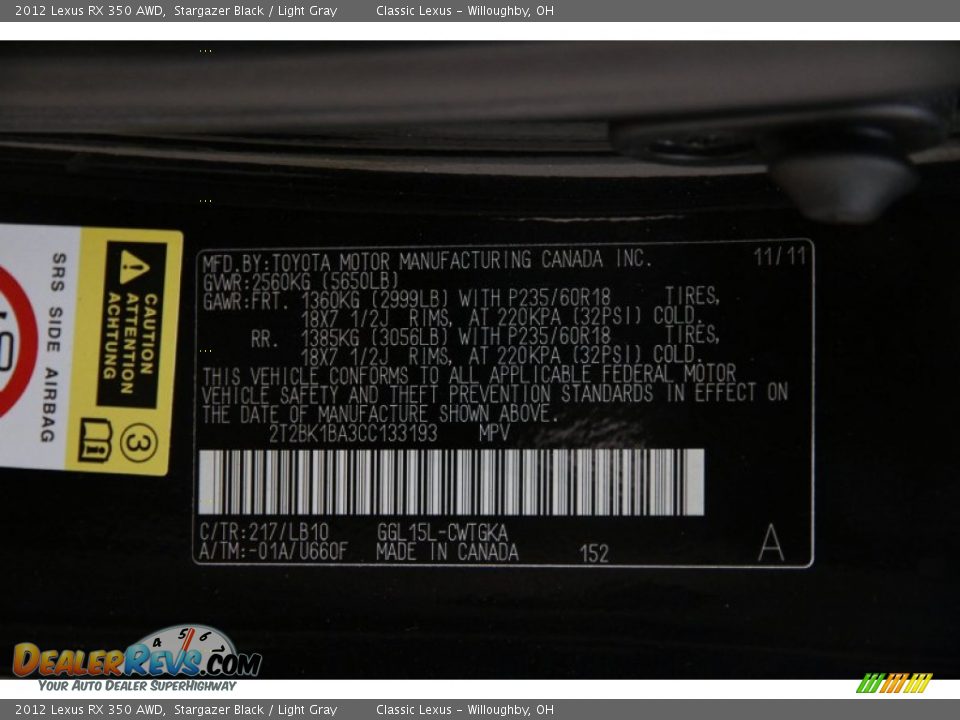 2012 Lexus RX 350 AWD, Stargazer Black / Light Gray Classic Lexus - Willoughby, OH
MFD.BY:TOYOTA MOTOR MANUFACTURING CANADA INC. 11/11
GVWR:2560KG (5650LB)
GAWR:FRT. 1360KG (2999LB) WITH P235/60R18 TIRES,
18X7 1/2J RIMS, AT 220KPA (32PSI) COLD.
RR. 1385KG (3056LB) WITH P235/60R18 TIRES,
18X7 1/2J RIMS, AT 220KPA (32PSI) COLD.
THIS VEHICLE CONFORMS TO ALL APPLICABLE FEDERAL MOTOR
VEHICLE SAFETY AND THEFT PREVENTION STANDARDS IN EFFECT ON
THE DATE OF MANUFACTURE SHOWN ABOVE.
2T2BK1BA3CC133193 MPV
C/TR:217/LB10 GGL15L-CWTGKA
A/TM:-01A/U660F MADE IN CANADA 152 A
CAUTION
ATTENTION
ACHTUNG
3
SRS SIDE AIRBAG
4 5 6 7
DEALERREVS.COM
YOUR AUTO DEALER SUPERHIGHWAY
2012 Lexus RX 350 AWD, Stargazer Black / Light Gray Classic Lexus - Willoughby, OH